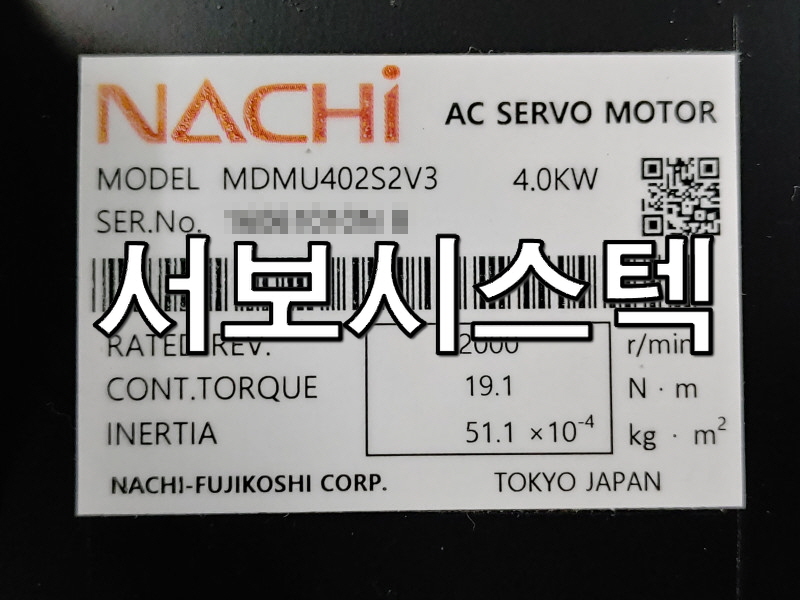 NACHi AC SERVO MOTOR
MODEL MDMU402S2V3 4.0KW
SER.No.
서보시스텍
RATED REV. 2000 r/min
CONT.TORQUE 19.1 N · m
INERTIA 51.1 ×10⁻⁴ kg · m²
NACHI-FUJIKOSHI CORP. TOKYO JAPAN